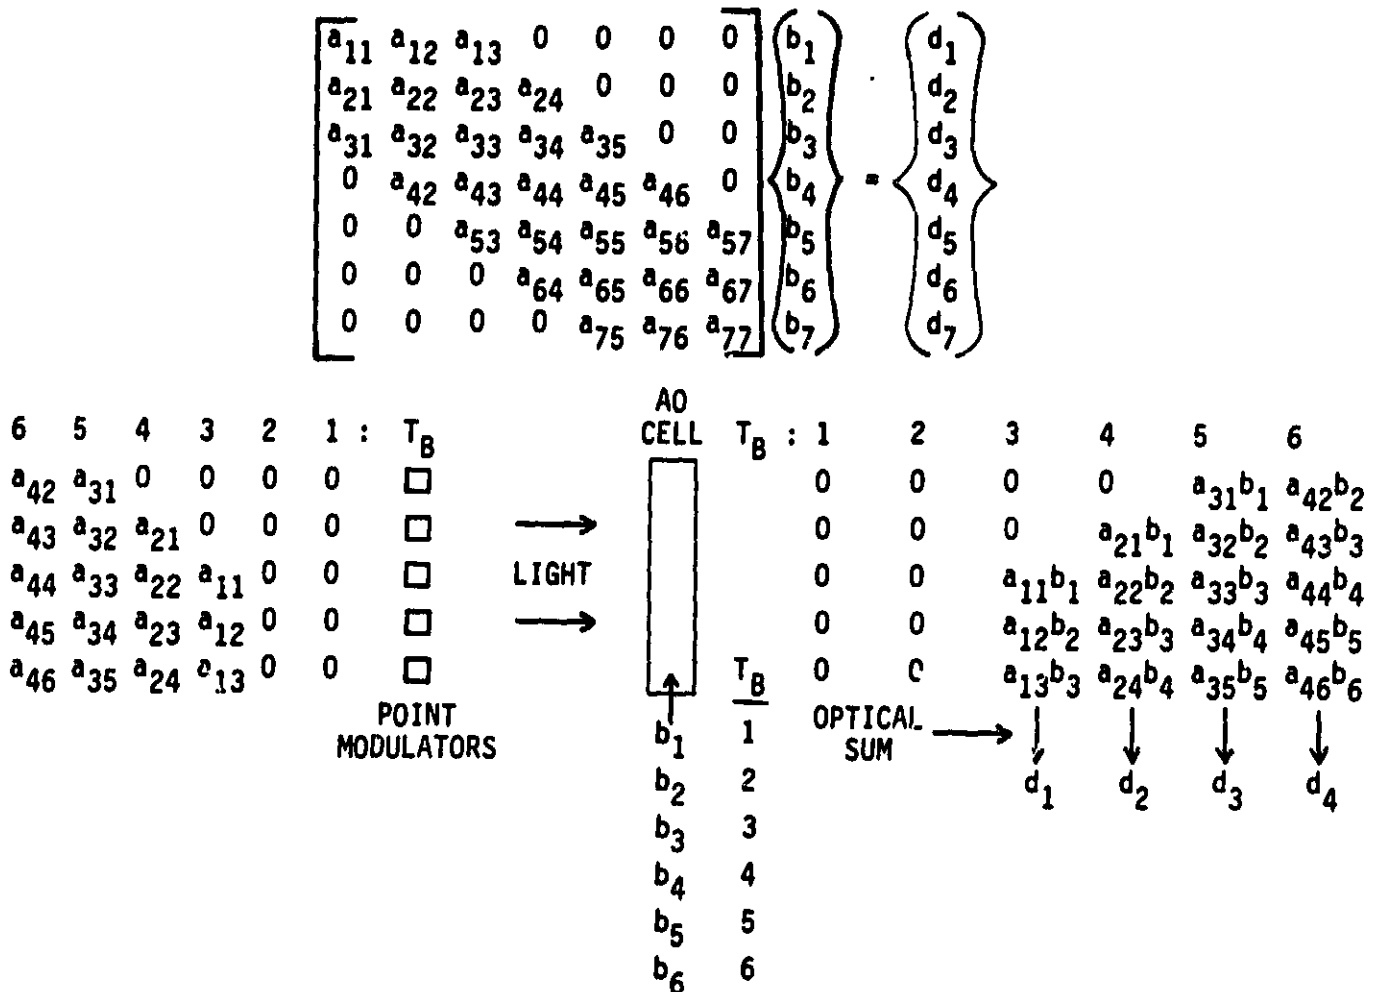 a11 a12 a13 0 0 0 0 b1 d1
a21 a22 a23 a24 0 0 0 b2 d2
a31 a32 a33 a34 a35 0 0 b3 d3
0 a42 a43 a44 a45 a46 0 b4 = d4
0 0 a53 a54 a55 a56 a57 b5 d5
0 0 0 a64 a65 a66 a67 b6 d6
0 0 0 0 a75 a76 a77 b7 d7
AO
CELL
6 5 4 3 2 1 : TB
a42 a31 0 0 0 0
a43 a32 a21 0 0 0
a44 a33 a22 a11 0 0
a45 a34 a23 a12 0 0
a46 a35 a24 a13 0 0
POINT
MODULATORS
LIGHT
TB : 1 2 3 4 5 6
0 0 0 0 a31b1 a42b2
0 0 0 a21b1 a32b2 a43b3
0 0 a11b1 a22b2 a33b3 a44b4
0 0 a12b2 a23b3 a34b4 a45b5
0 0 a13b3 a24b4 a35b5 a46b6
OPTICAL
SUM
d1 d2 d3 d4
TB
b1 1
b2 2
b3 3
b4 4
b5 5
b6 6